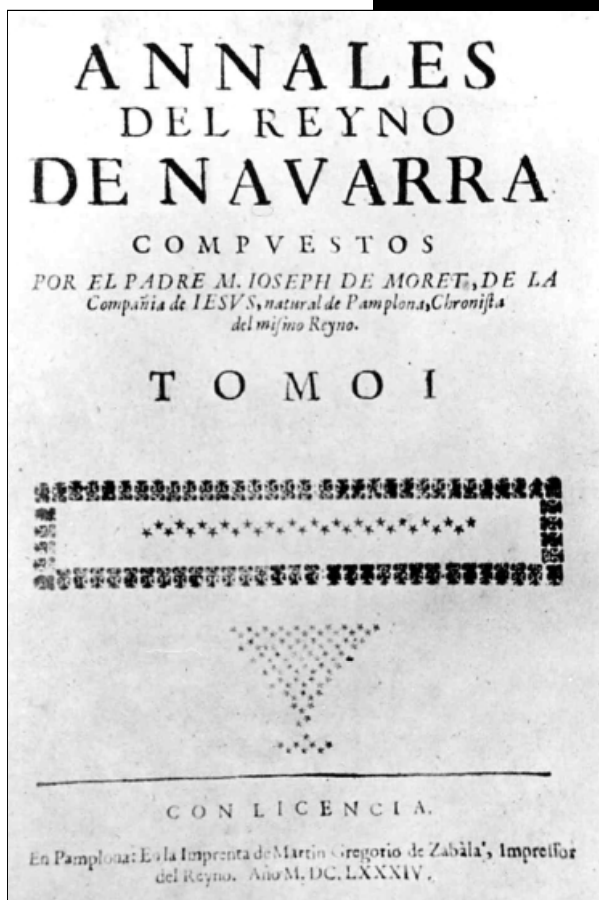 ANNALES
DEL REYNO
DE NAVARRA
COMPVESTOS
POR EL PADRE M. IOSEPH DE MORET, DE LA
Compañia de IESVS, natural de Pamplona, Chronista
del mismo Reyno.
TOMO I
CON LICENCIA.
En Pamplona: En la Imprenta de Martin Gregorio de Zabàla, Impressor
del Reyno. Año M. DC. LXXXIV.